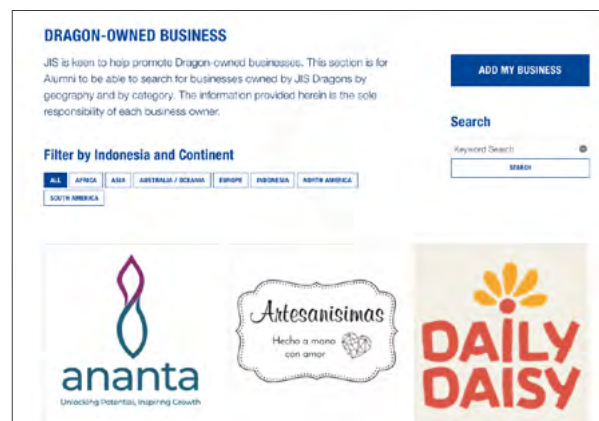 DRAGON-OWNED BUSINESS
JIS is keen to help promote Dragon-owned businesses. This section is for
Alumni to be able to search for businesses owned by JIS Dragons by
geography and by category. The information provided herein is the sole
responsibility of each business owner.
ADD MY BUSINESS
Search
Keyword Search
SEARCH
Filter by Indonesia and Continent
ALL AFRICA ASIA AUSTRALIA / OCEANIA EUROPE INDONESIA NORTH AMERICA
SOUTH AMERICA
ananta
Unlocking Potential, Inspiring Growth
Artesanisimas
Hecho a mano
con amor
DAILY
DAISY